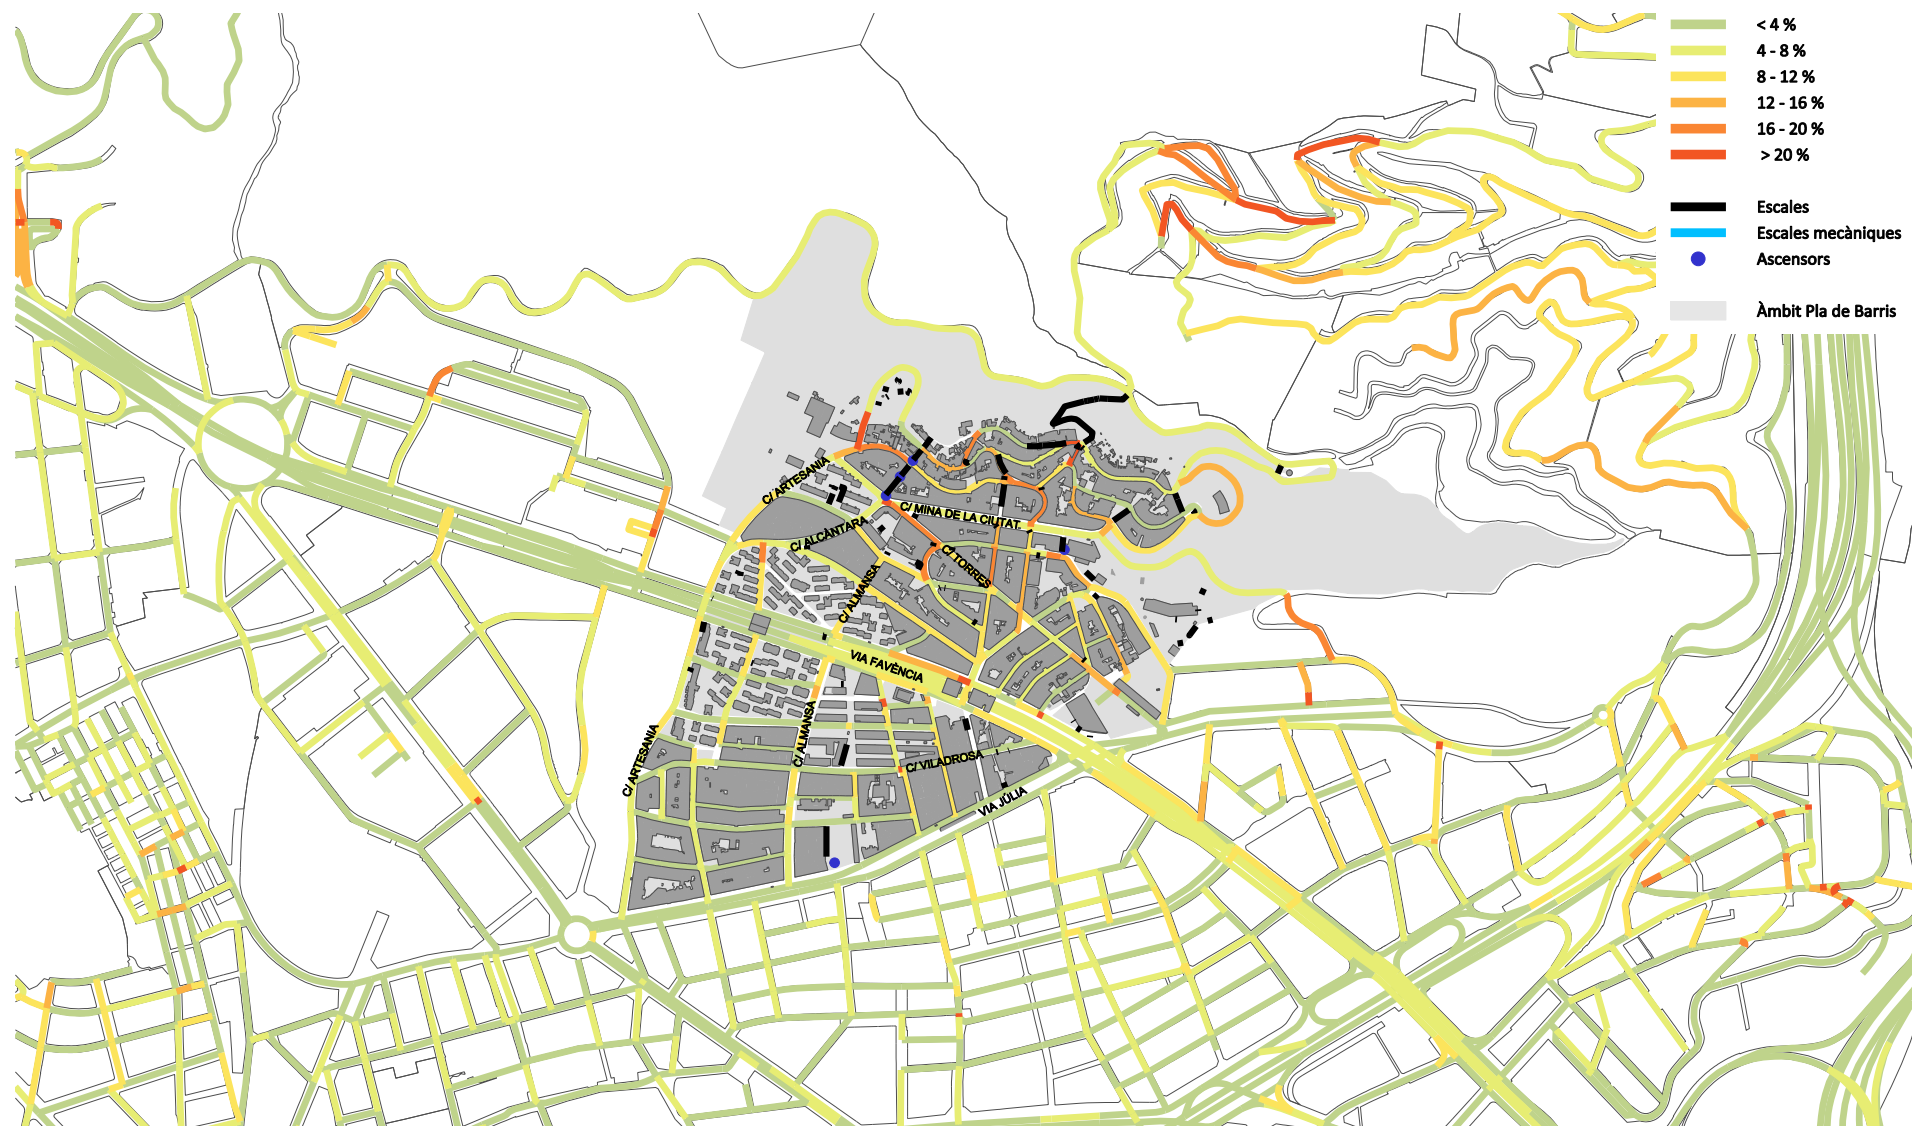 < 4 %
4 - 8 %
8 - 12 %
12 - 16 %
16 - 20 %
> 20 %
Escales
Escales mecàniques
Ascensors
Àmbit Pla de Barris
C/ ARTESANIA
C/ MINA DE LA CIUTAT.
C/ ALCÀNTARA
C/ TORRES
C/ ALMANSA
VIA FAVÈNCIA
C/ ALMANSA
C/ ARTESANIA
C/ VILADROSA
VIA JÚLIA